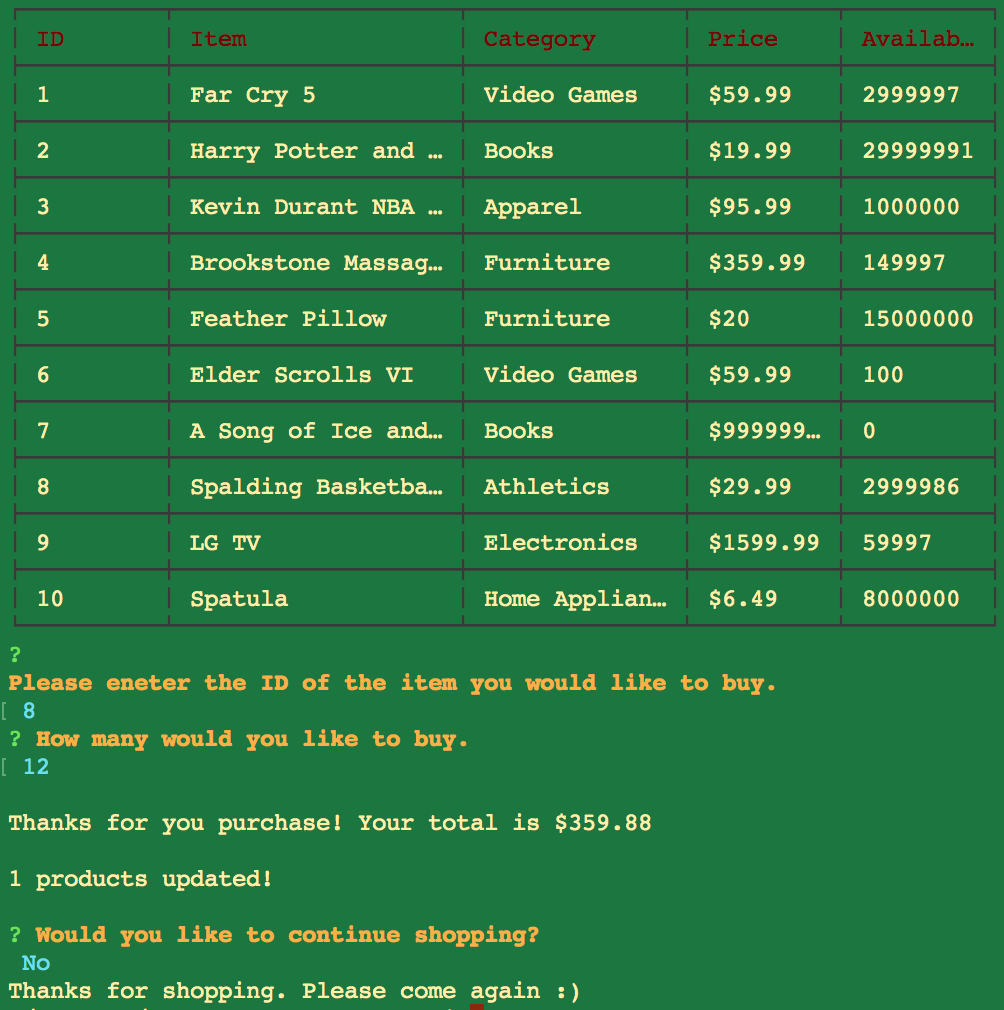 ID Item Category Price Availab…
1 Far Cry 5 Video Games $59.99 2999997
2 Harry Potter and … Books $19.99 29999991
3 Kevin Durant NBA … Apparel $95.99 1000000
4 Brookstone Massag… Furniture $359.99 149997
5 Feather Pillow Furniture $20 15000000
6 Elder Scrolls VI Video Games $59.99 100
7 A Song of Ice and… Books $999999… 0
8 Spalding Basketba… Athletics $29.99 2999986
9 LG TV Electronics $1599.99 59997
10 Spatula Home Applian… $6.49 8000000
?
Please eneter the ID of the item you would like to buy.
[ 8
? How many would you like to buy.
[ 12
Thanks for you purchase! Your total is $359.88
1 products updated!
? Would you like to continue shopping?
No
Thanks for shopping. Please come again :)